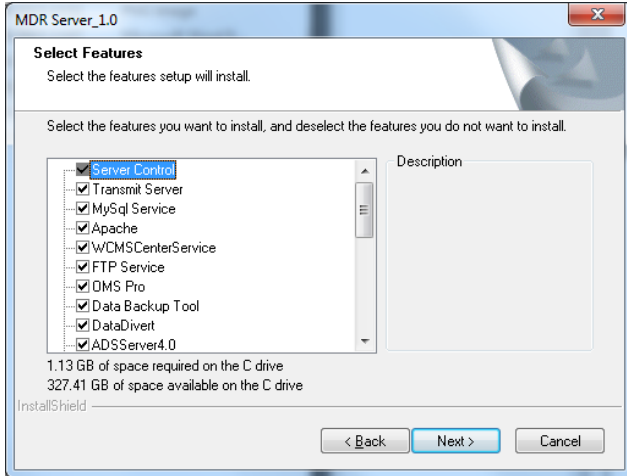 MDR Server_1.0
Select Features
Select the features setup will install.
Select the features you want to install, and deselect the features you do not want to install.
Server Control
Transmit Server
MySql Service
Apache
WCMSCenterService
FTP Service
OMS Pro
Data Backup Tool
DataDivert
ADSServer4.0
Description
1.13 GB of space required on the C drive
327.41 GB of space available on the C drive
InstallShield
< Back
Next >
Cancel